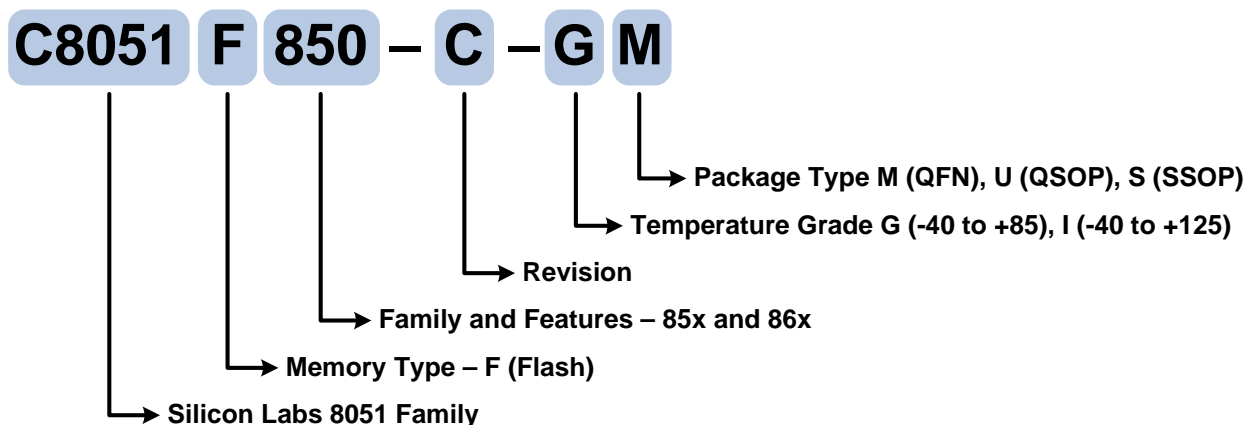 C8051 F 850 – C – G M
Package Type M (QFN), U (QSOP), S (SSOP)
Temperature Grade G (-40 to +85), I (-40 to +125)
Revision
Family and Features – 85x and 86x
Memory Type – F (Flash)
Silicon Labs 8051 Family